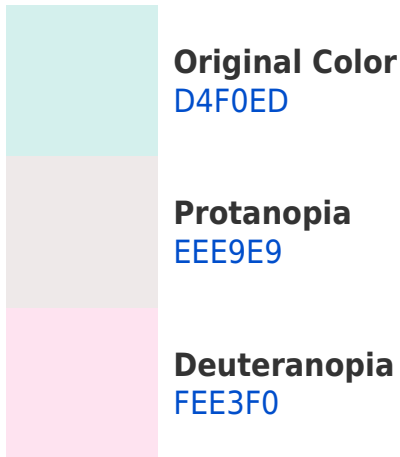 Original Color
D4F0ED
Protanopia
EEE9E9
Deuteranopia
FEE3F0